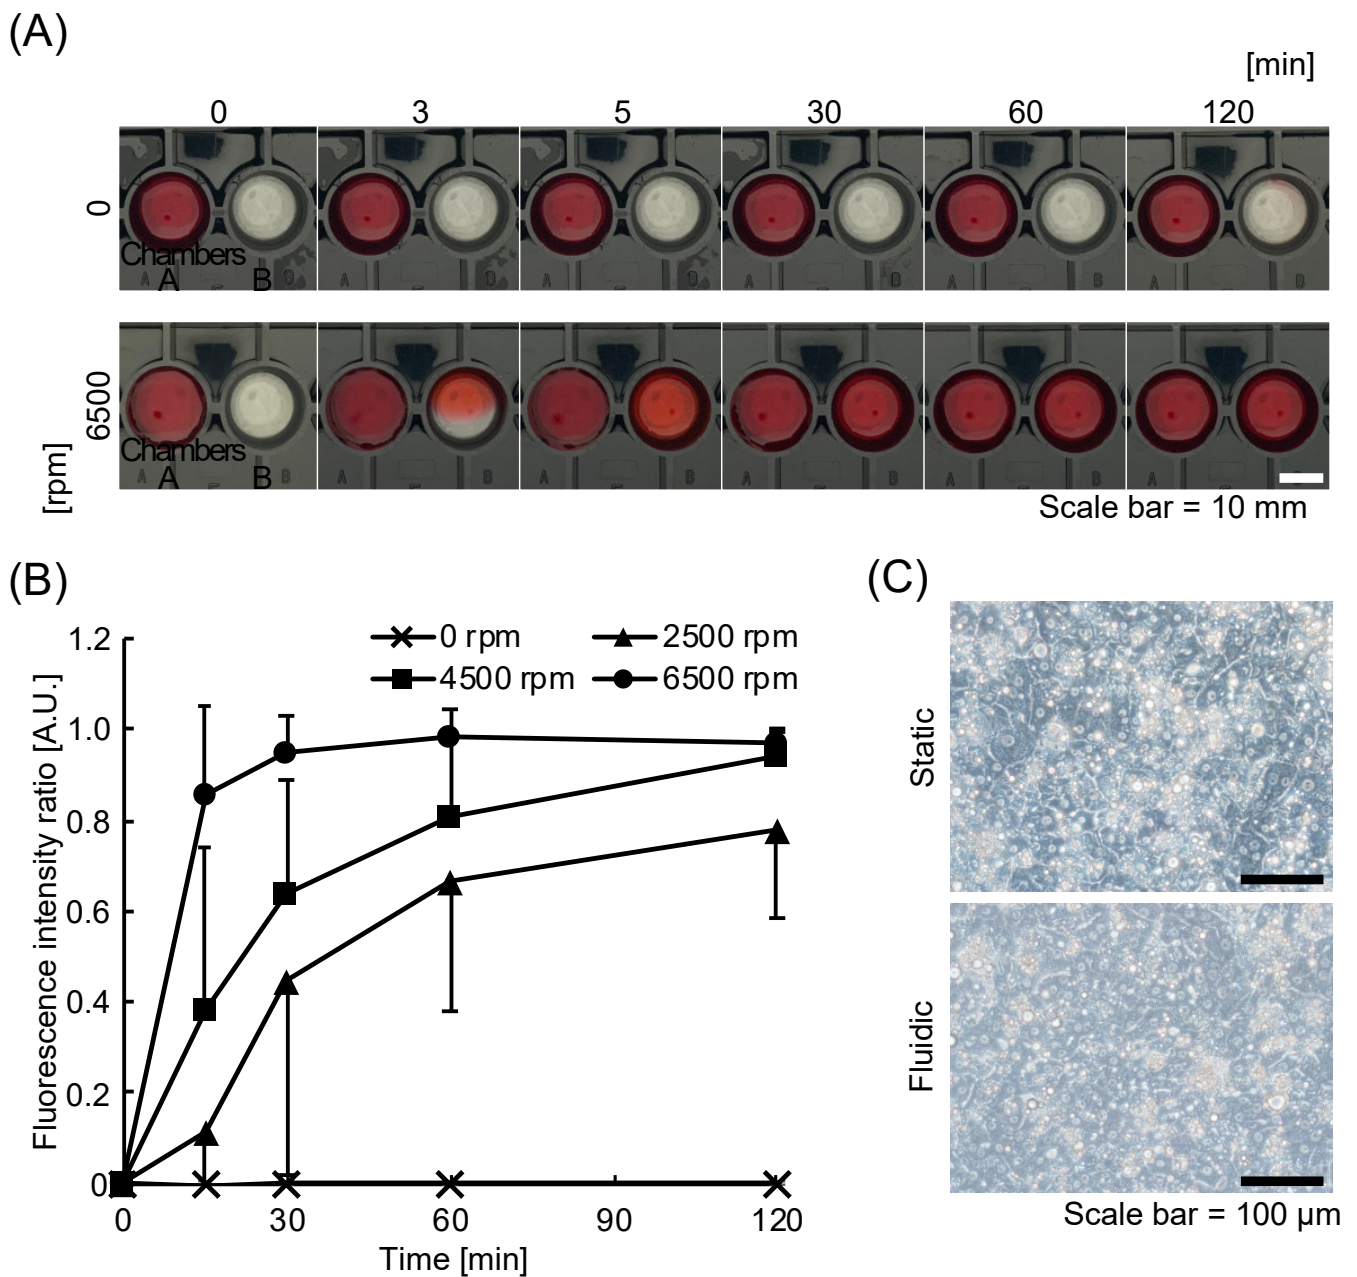 (A)
[min]
0 3 5 30 60 120
0
Chambers
A B
A B
A B
A B
A B
A B
6500
Chambers
A B
A B
A B
A B
A B
A
[rpm]
Scale bar = 10 mm
(B)
0 rpm 2500 rpm
4500 rpm 6500 rpm
Fluorescence intensity ratio [A.U.]
1.2
1.0
0.8
0.6
0.4
0.2
0
0 30 60 90 120
Time [min]
(C)
Static
Fluidic
Scale bar = 100 µm